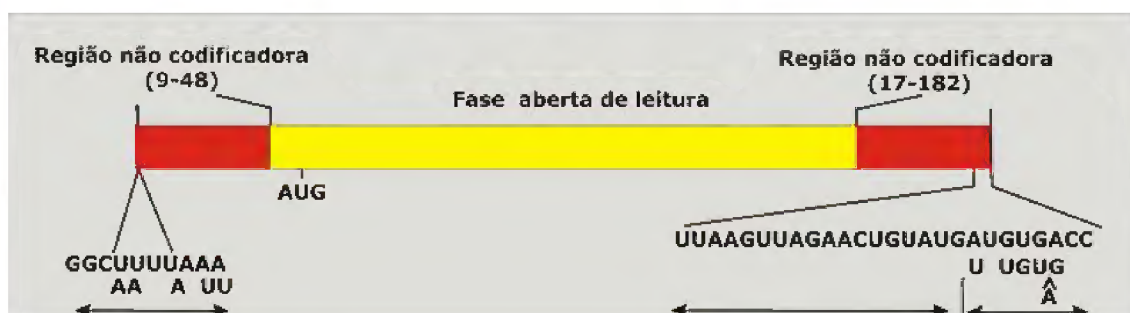 Região não codificadora
(9-48)
Fase aberta de leitura
Região não codificadora
(17-182)
AUG
GGCUUUUAAA
AA A UU
UUAAGUUAGAACUGUAUGAUGUGACC
U UGUG
A